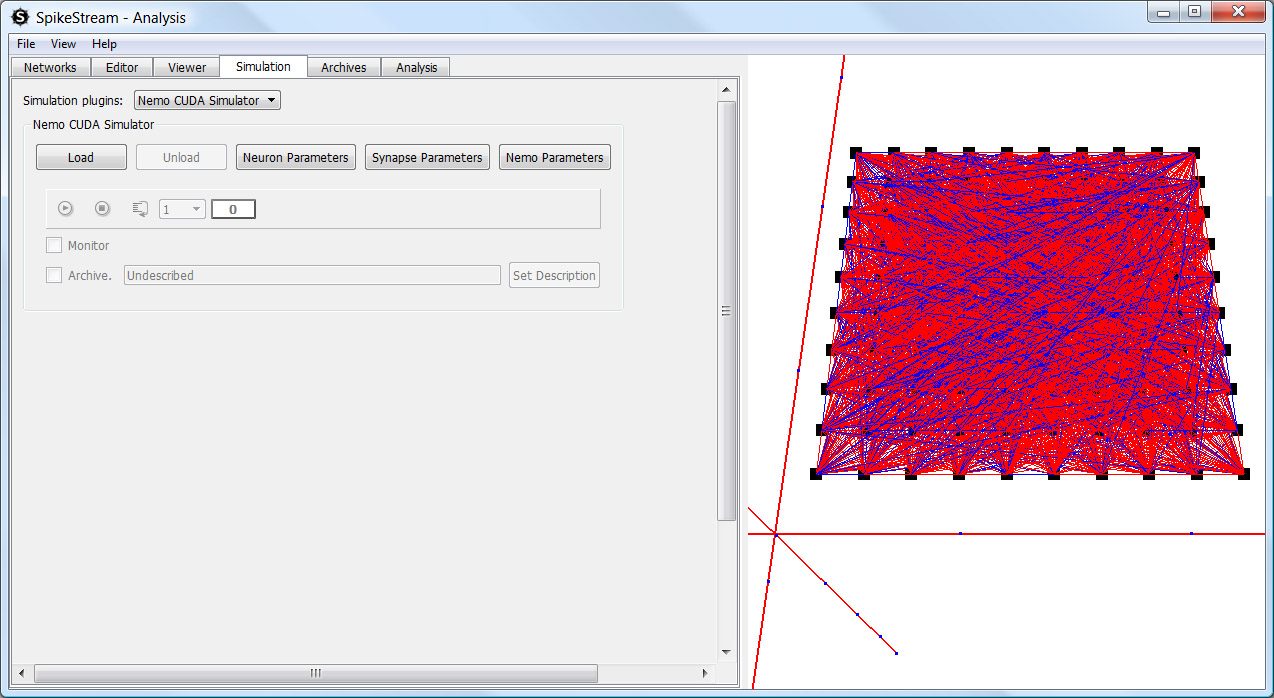 SpikeStream - Analysis
File View Help
Networks Editor Viewer Simulation Archives Analysis
Simulation plugins: Nemo CUDA Simulator
Nemo CUDA Simulator
Load Unload Neuron Parameters Synapse Parameters Nemo Parameters
1 0
Monitor
Archive. Undescribed Set Description